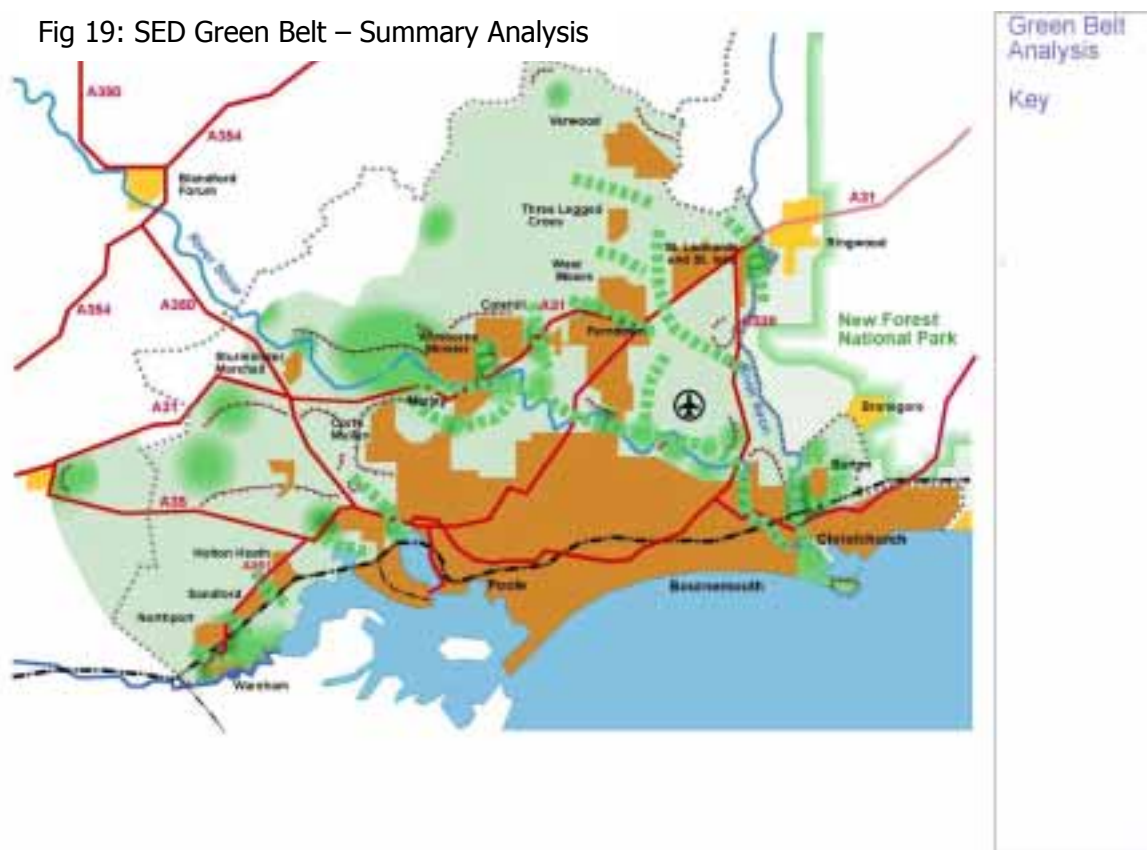 Fig 19: SED Green Belt – Summary Analysis
Green Belt
Analysis
Key
A350
A354
Verwood
Blandford
Forum
A31
Three Legged
Cross
Ringwood
River Stour
St. Leonards
and St. Ives
West
Moors
A354
A350
Colehill
A31
A338
New Forest
National Park
Wimborne
Minster
Ferndown
Sturminster
Marshall
River Avon
Merley
Bransgore
A31
Corfe
Mullen
Burton
A35
Christchurch
Holton Heath
A351
Poole
Bournemouth
Sandford
Northport
Wareham